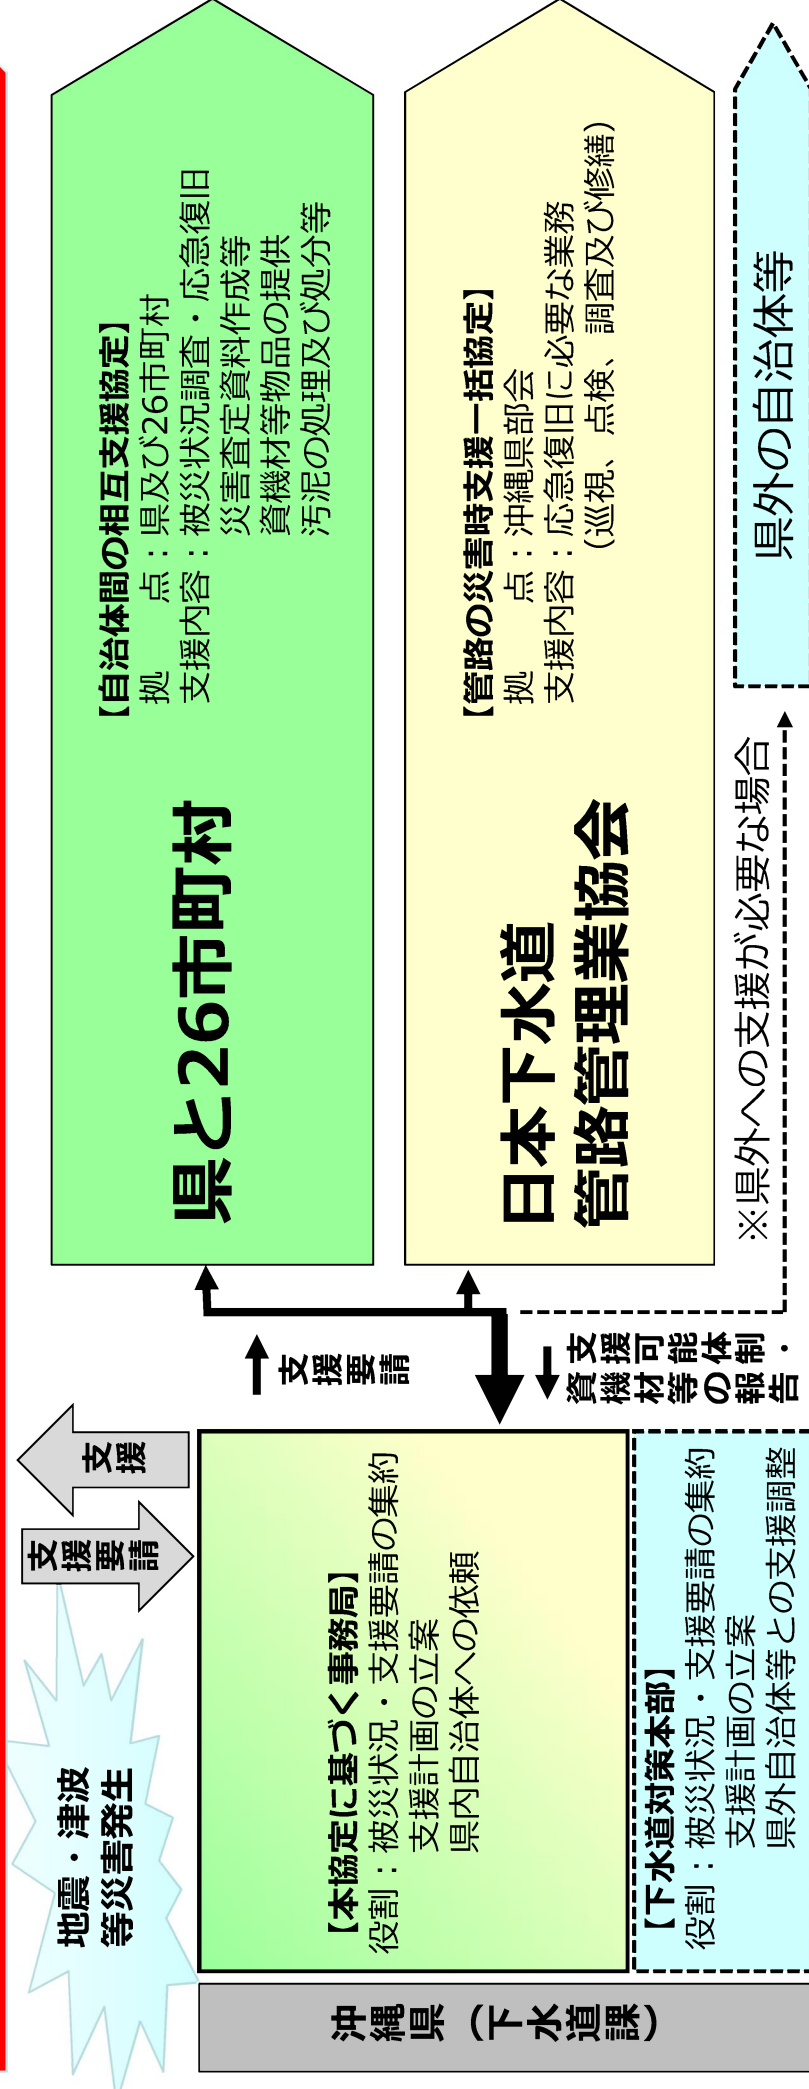 地震・津波
等災害発生
支援要請
支援
沖縄県（下水道課）
【本協定に基づく事務局】
役割：被災状況・支援要請の集約
支援計画の立案
県内自治体への依頼
【下水道対策本部】
役割：被災状況・支援要請の集約
支援計画の立案
県外自治体等との支援調整
支援要請
支援可能体制・
資機材等の報告
県と26市町村
【自治体間の相互支援協定】
拠　　点：県及び26市町村
支援内容：被災状況調査・応急復旧
災害査定資料作成等
資機材等物品の提供
汚泥の処理及び処分等
日本下水道
管路管理業協会
【管路の災害時支援一括協定】
拠　　点：沖縄県部会
支援内容：応急復旧に必要な業務
（巡視、点検、調査及び修繕）
※県外への支援が必要な場合
県外の自治体等